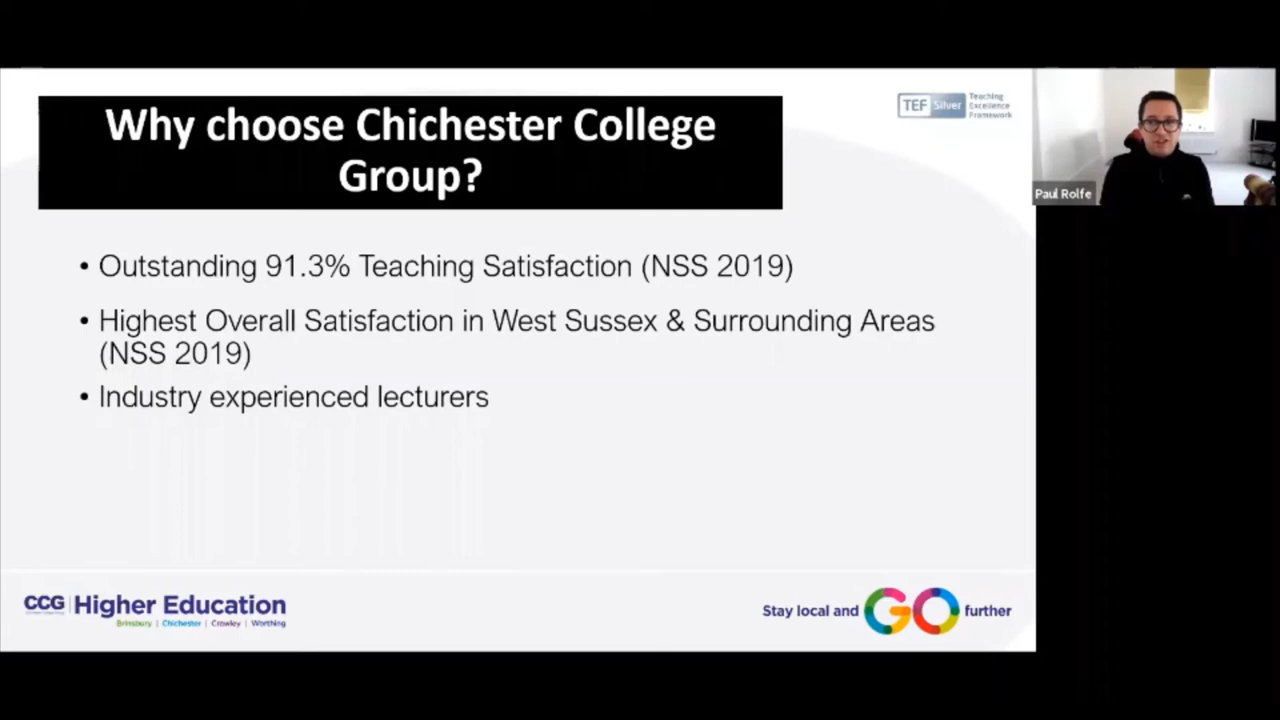 Why choose Chichester College
Group?
TEF Silver
Teaching
Excellence
Framework
Paul Rolfe
• Outstanding 91.3% Teaching Satisfaction (NSS 2019)
• Highest Overall Satisfaction in West Sussex & Surrounding Areas
(NSS 2019)
• Industry experienced lecturers
CCG Higher Education
Brinsbury | Chichester | Crawley | Worthing
Stay local and GO further